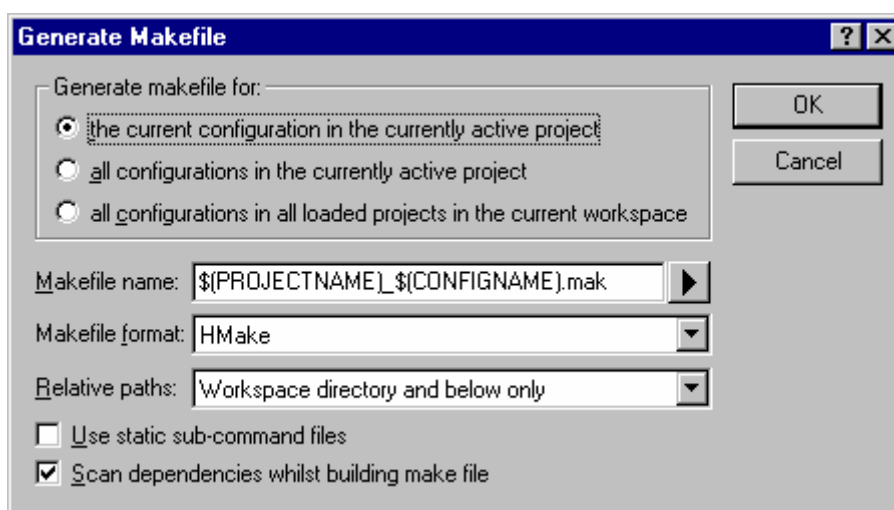 Generate Makefile
Generate makefile for:
the current configuration in the currently active project
all configurations in the currently active project
all configurations in all loaded projects in the current workspace
OK
Cancel
Makefile name: $(PROJECTNAME)_$(CONFIGNAME).mak
Makefile format: HMake
Relative paths: Workspace directory and below only
Use static sub-command files
Scan dependencies whilst building make file